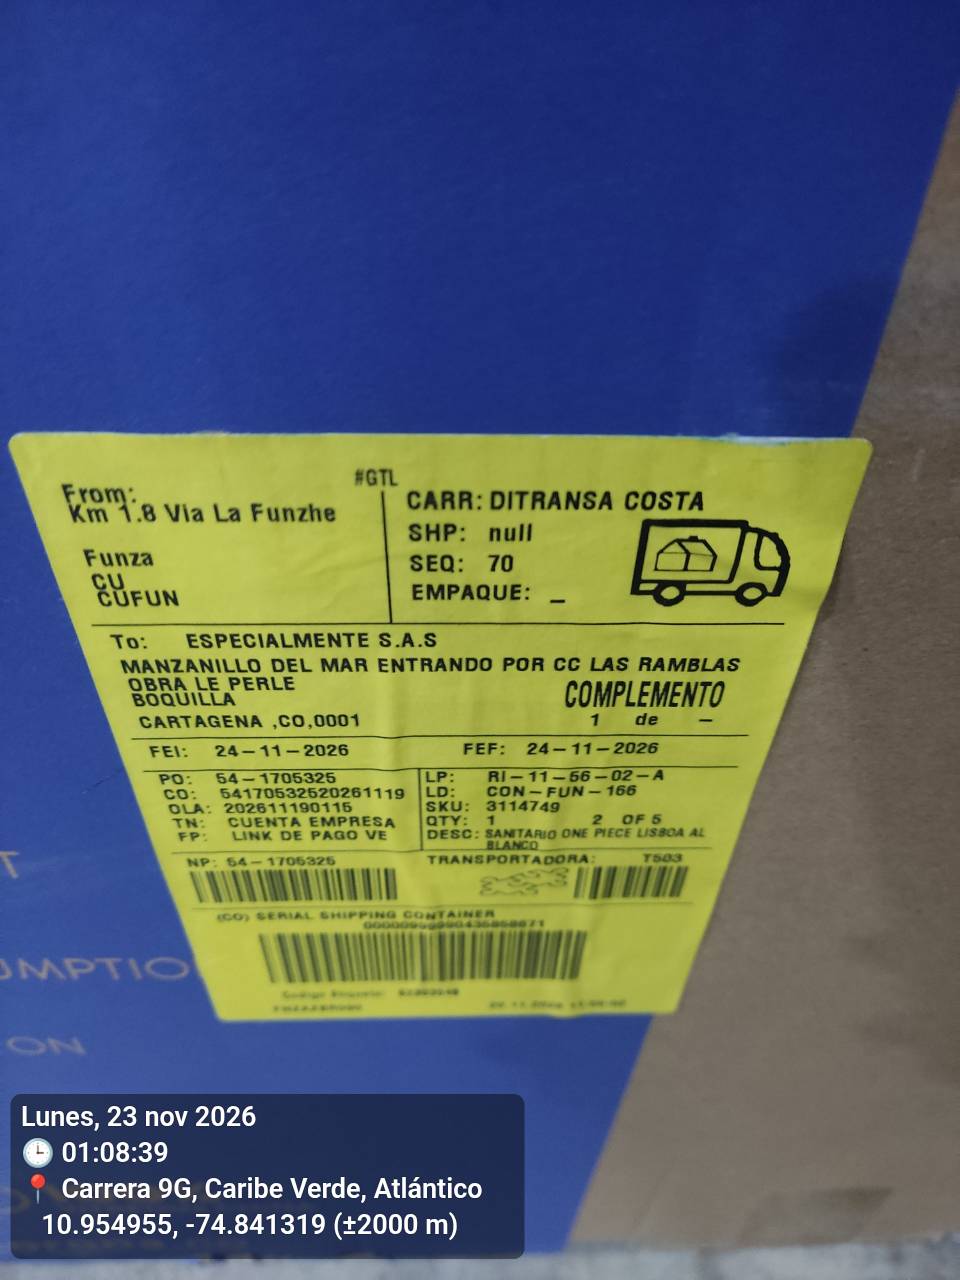 #GTL
From:
Km 1.8 Via La Funzhe
Funza
CU
CUFUN
CARR: DITRANSA COSTA
SHP: null
SEQ: 70
EMPAQUE: _
To: ESPECIALMENTE S.A.S
MANZANILLO DEL MAR ENTRANDO POR CC LAS RAMBLAS
OBRA LE PERLE
BOQUILLA
COMPLEMENTO
CARTAGENA ,CO,0001
1 de –
FEI: 24-11-2026 FEF: 24-11-2026
PO: 54-1705325
CO: 54170532520261119
OLA: 202611190115
TN: CUENTA EMPRESA
FP: LINK DE PAGO VE
LP: RI-11-56-02-A
LD: CON-FUN-166
SKU: 3114749
QTY: 1 2 OF 5
DESC: SANITARIO ONE PIECE LISBOA AL
BLANCO
NP: 54-1705325
TRANSPORTADORA: T503
(CO) SERIAL SHIPPING CONTAINER
T
UMPTIO
ON
Lunes, 23 nov 2026
01:08:39
Carrera 9G, Caribe Verde, Atlántico
10.954955, -74.841319 (±2000 m)